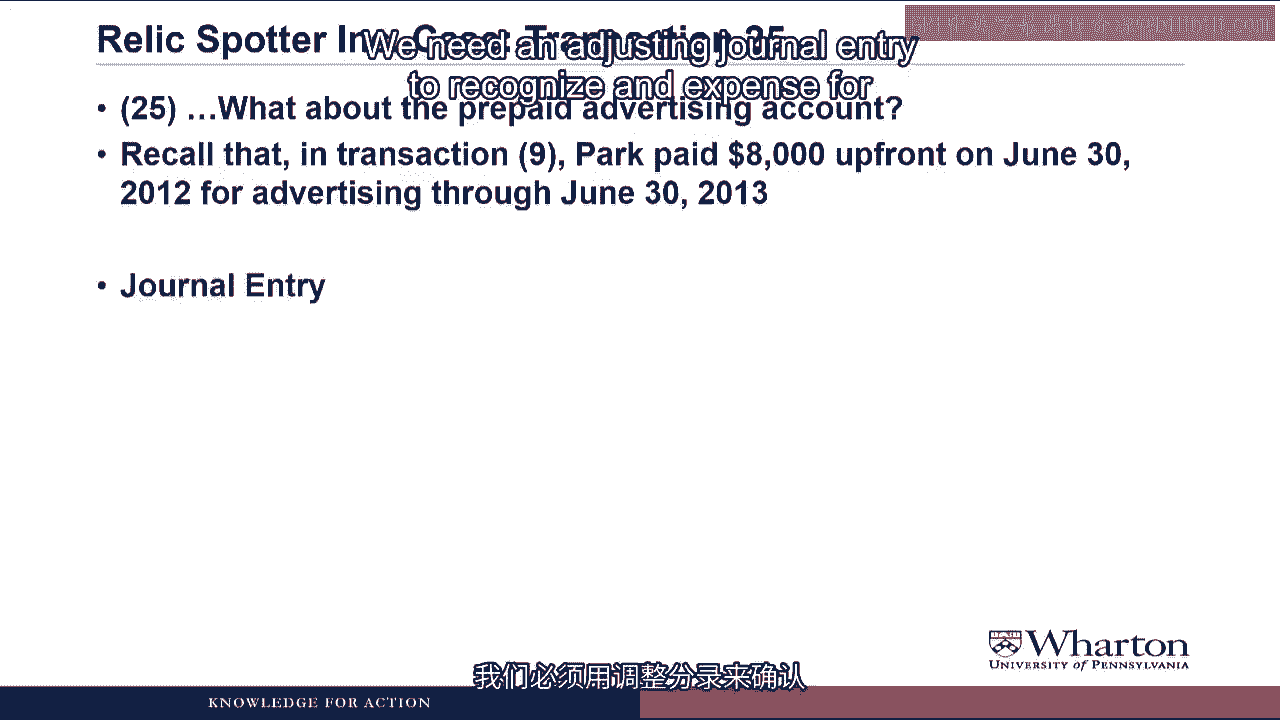 Relic Spotter Inc. Case: Transaction 25
We need an adjusting journal entry
to recognize and expense for
• (25) …What about the prepaid advertising account?
• Recall that, in transaction (9), Park paid $8,000 upfront on June 30,
2012 for advertising through June 30, 2013
• Journal Entry
Wharton
UNIVERSITY of PENNSYLVANIA
我们必须用调整分录来确认
KNOWLEDGE FOR ACTION